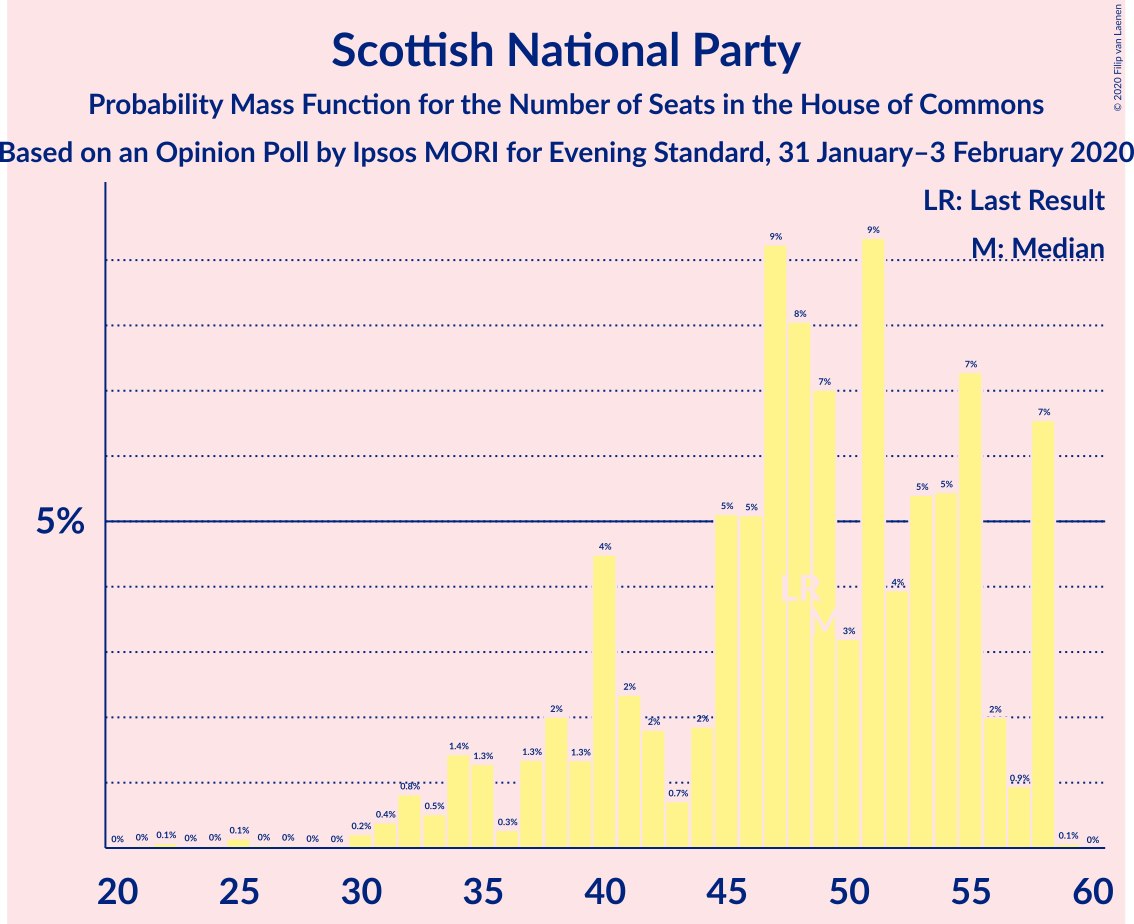 Scottish National Party
Probability Mass Function for the Number of Seats in the House of Commons
Based on an Opinion Poll by Ipsos MORI for Evening Standard, 31 January–3 February 2020
© 2020 Filip van Laenen
LR: Last Result
M: Median
5%
0% 0% 0.1% 0% 0% 0.1% 0% 0% 0% 0% 0.2% 0.4% 0.8% 0.5% 1.4% 1.3% 0.3% 1.3% 2% 1.3% 4% 2% 2% 0.7% 2% 5% 5% 9% 8% 7% 3% 9% 4% 5% 5% 7% 2% 0.9% 7% 0.1% 0%
LR
M
20 25 30 35 40 45 50 55 60